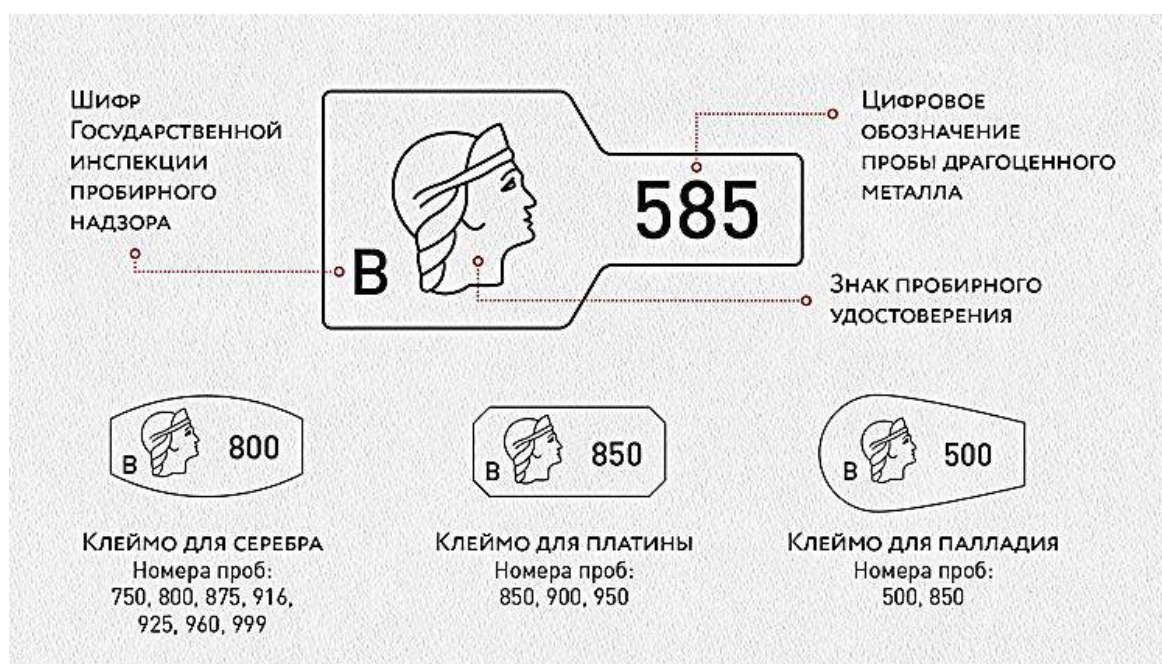 Шифр
Государственной
инспекции
пробирного
надзора
Цифровое
обозначение
пробы драгоценного
металла
585
В
Знак пробирного
удостоверения
В 800
В 850
В 500
Клеймо для серебра
Номера проб:
750, 800, 875, 916,
925, 960, 999
Клеймо для платины
Номера проб:
850, 900, 950
Клеймо для палладия
Номера проб:
500, 850